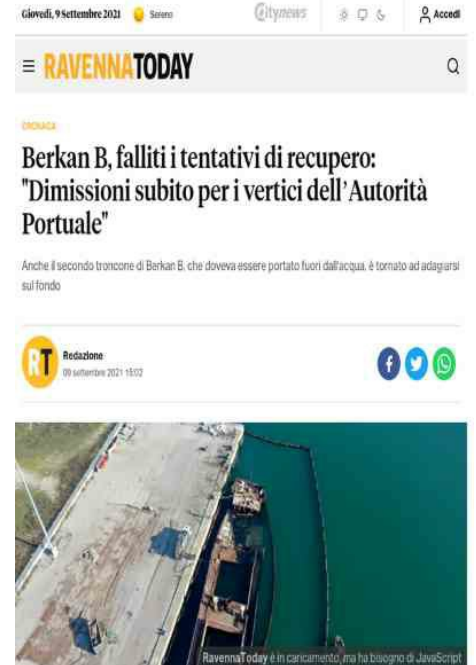 Giovedì, 9 Settembre 2021 Sereno Citynews Accedi
RAVENNATODAY
CRONACA
Berkan B, falliti i tentativi di recupero:
"Dimissioni subito per i vertici dell'Autorità
Portuale"
Anche il secondo troncone di Berkan B, che doveva essere portato fuori dall'acqua, è tornato ad adagiarsi
sul fondo
RT
Redazione
09 settembre 2021 15:02
RavennaToday è in caricamento, ma ha bisogno di JavaScript